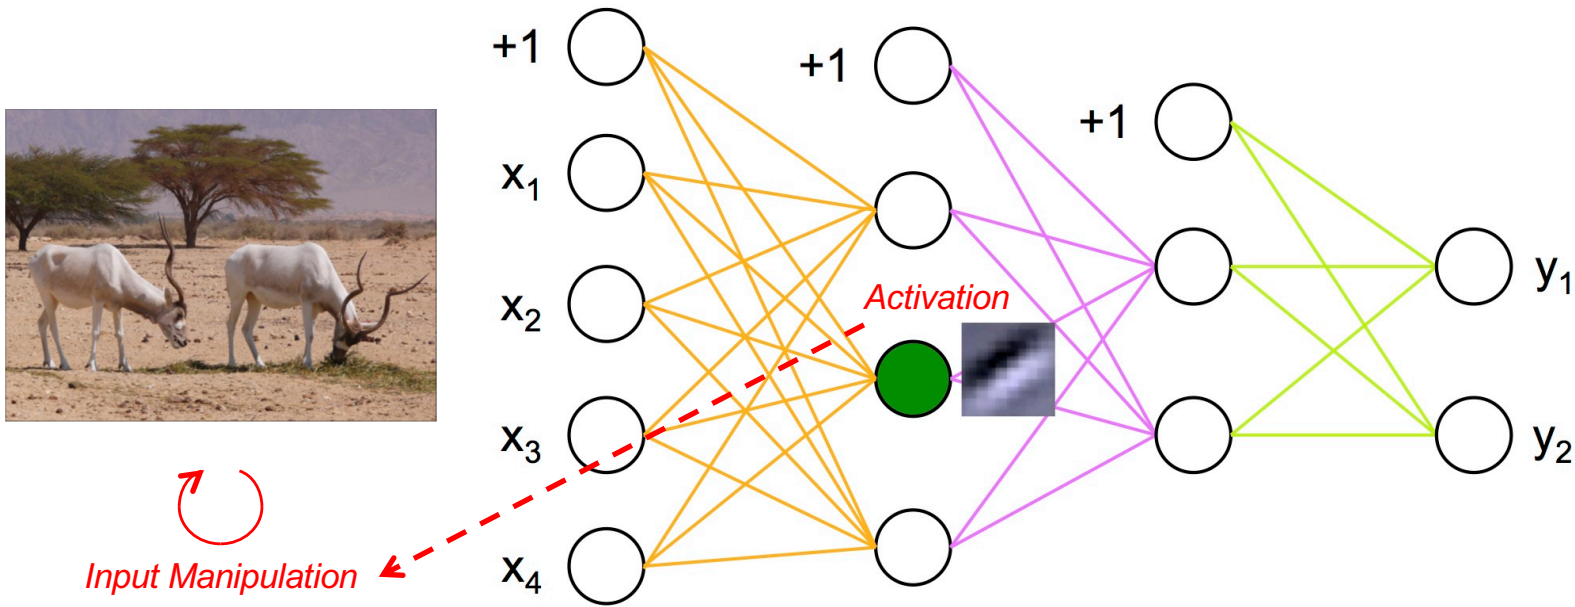 +1
+1
+1
x1
x2
x3
x4
Activation
y1
y2
Input Manipulation